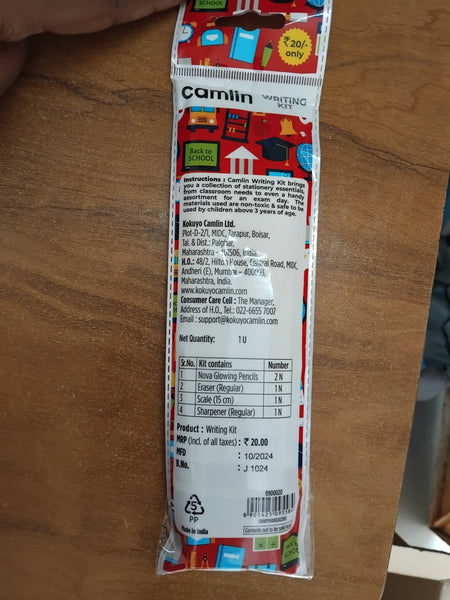 SCHOOL
₹20/-
only
camlin
WRITING
KIT
Back to
SCHOOL
Instructions : Camlin Writing Kit brings
you a collection of stationery essentials,
from classroom needs to even a handy
assortment for an exam day. The
materials used are non-toxic & safe to be
used by children above 3 years of age.
Kokuyo Camlin Ltd.
Plot-D-2/1, MIDC, Tarapur, Boisar,
Tal. & Dist.: Palghar,
Maharashtra - 401506, India.
H.O.: 48/2, Hilton House, Central Road, MIDC,
Andheri (E), Mumbai - 400093,
Maharashtra, India.
www.kokuyocamlin.com
Consumer Care Cell : The Manager,
Address of H.O., Tel.: 022-6655 7007
Email : support@kokuyocamlin.com
Net Quantity: 1 U
Sr.No. Kit contains Number
1 Nova Glowing Pencils 2 N
2 Eraser (Regular) 1 N
3 Scale (15 cm) 1 N
4 Sharpener (Regular) 1 N
Product : Writing Kit
MRP (Incl. of all taxes) : ₹ 20.00
MFD : 10/2024
B.No. : J 1024
0900020
5
PP
Made in India
Contents not to be sold loose